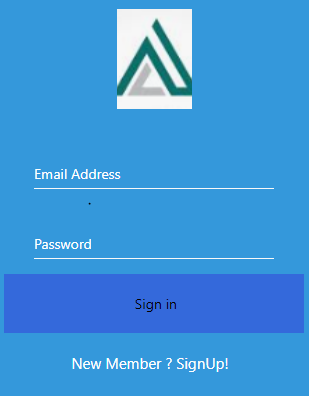 Email Address
Password
Sign in
New Member ? SignUp!